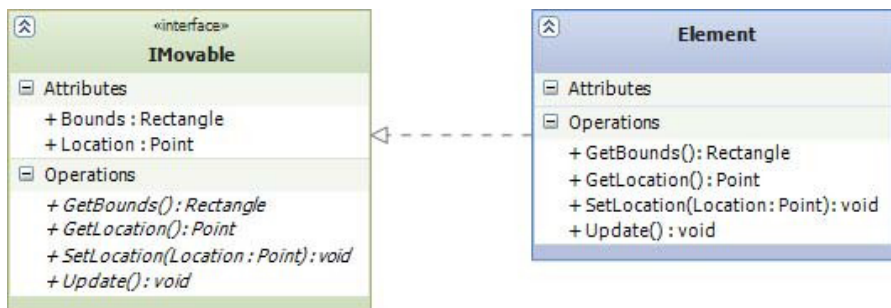 «interface»
IMovable
Attributes
+ Bounds : Rectangle
+ Location : Point
Operations
+ GetBounds() : Rectangle
+ GetLocation() : Point
+ SetLocation(Location : Point) : void
+ Update() : void
Element
Attributes
Operations
+ GetBounds(): Rectangle
+ GetLocation() : Point
+ SetLocation(Location: Point): void
+ Update() : void